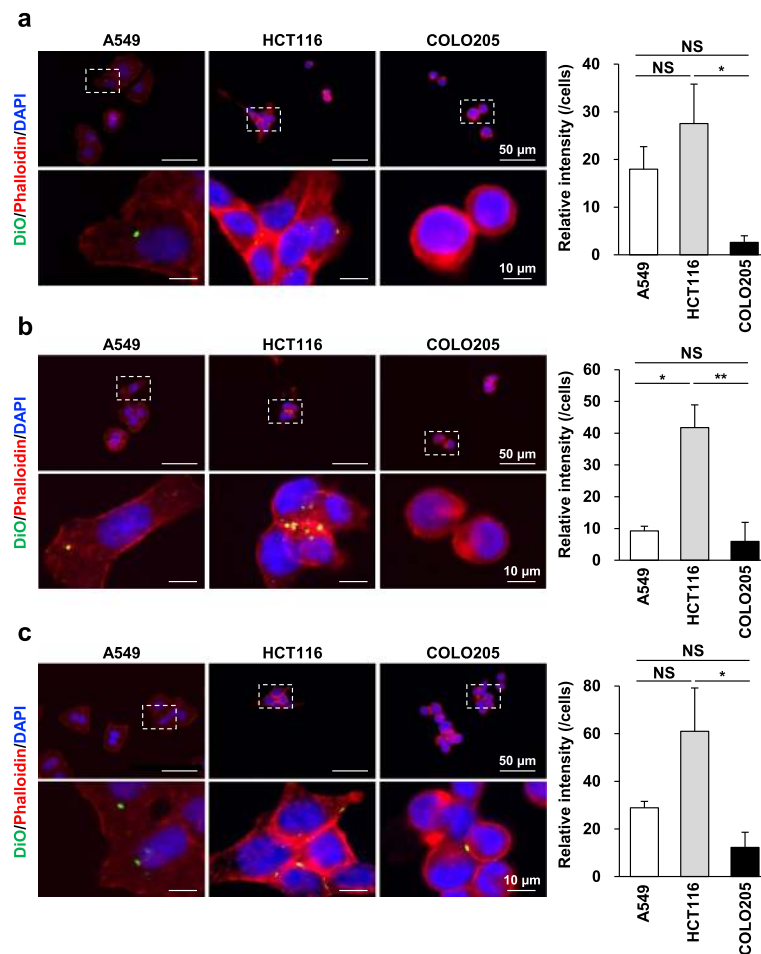 a
A549
HCT116
COLO205
DiO/Phalloidin/DAPI
50 µm
10 µm
Relative intensity (/cells)
40
30
20
10
0
NS
NS
*
A549
HCT116
COLO205
b
A549
HCT116
COLO205
DiO/Phalloidin/DAPI
50 µm
10 µm
Relative intensity (/cells)
60
50
40
30
20
10
0
NS
*
**
A549
HCT116
COLO205
c
A549
HCT116
COLO205
DiO/Phalloidin/DAPI
50 µm
10 µm
Relative intensity (/cells)
80
60
40
20
0
NS
NS
*
A549
HCT116
COLO205